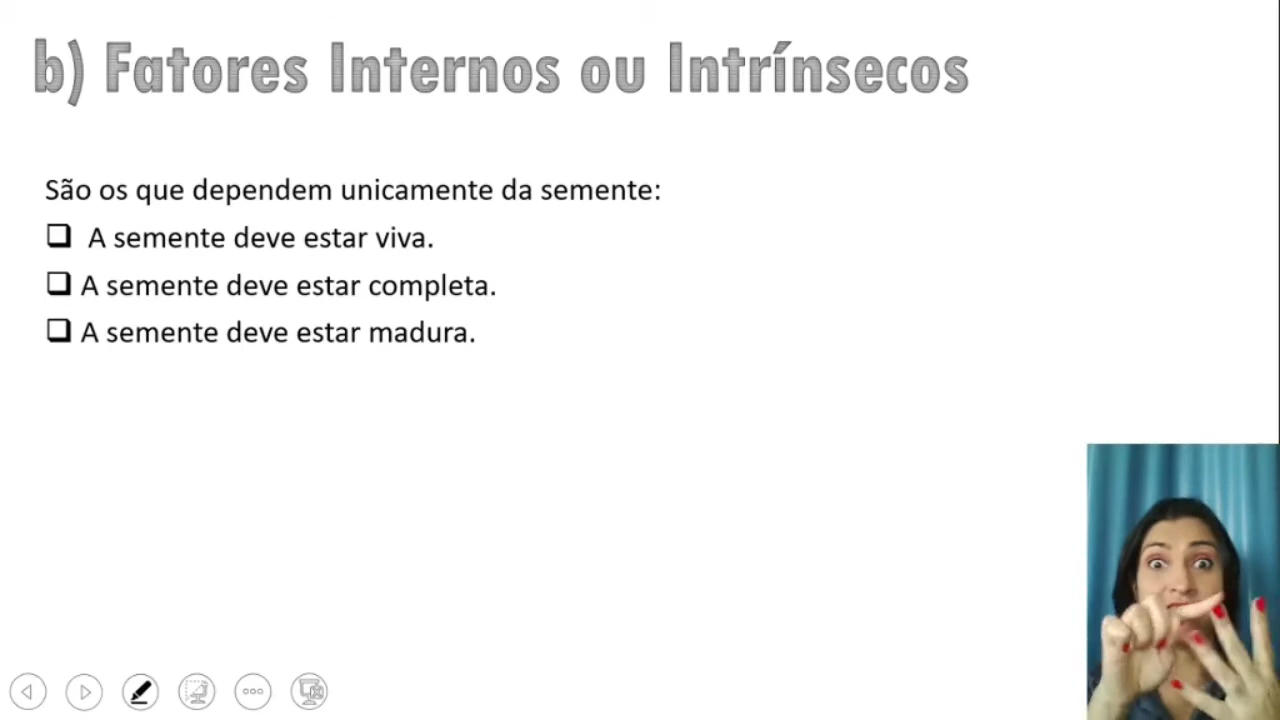 b) Fatores Internos ou Intrínsecos
São os que dependem unicamente da semente:
A semente deve estar viva.
A semente deve estar completa.
A semente deve estar madura.